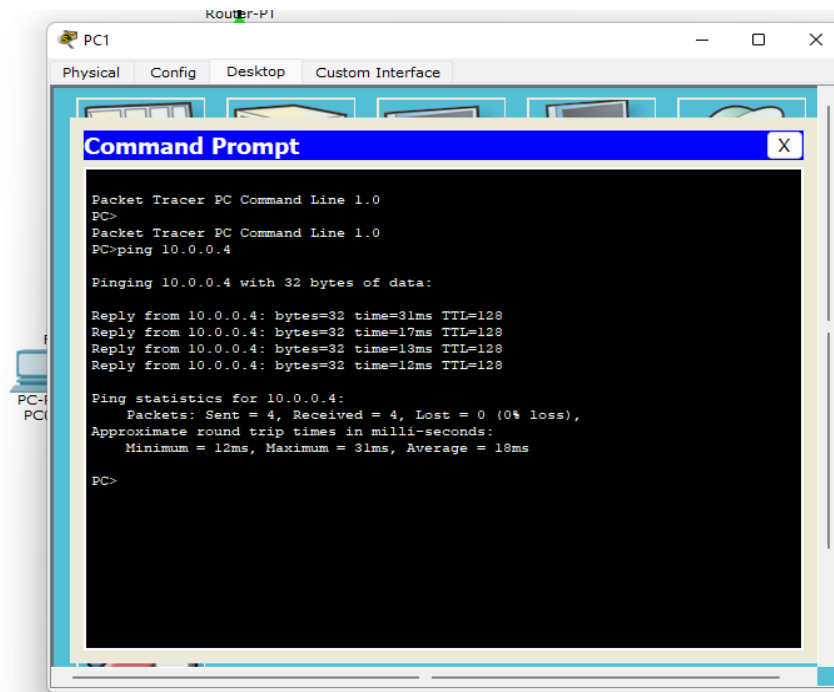 Router-PT
PC1
Physical Config Desktop Custom Interface
Command Prompt
X
Packet Tracer PC Command Line 1.0
PC>
Packet Tracer PC Command Line 1.0
PC>ping 10.0.0.4
Pinging 10.0.0.4 with 32 bytes of data:
Reply from 10.0.0.4: bytes=32 time=31ms TTL=128
Reply from 10.0.0.4: bytes=32 time=17ms TTL=128
Reply from 10.0.0.4: bytes=32 time=13ms TTL=128
Reply from 10.0.0.4: bytes=32 time=12ms TTL=128
Ping statistics for 10.0.0.4:
Packets: Sent = 4, Received = 4, Lost = 0 (0% loss),
Approximate round trip times in milli-seconds:
Minimum = 12ms, Maximum = 31ms, Average = 18ms
PC>